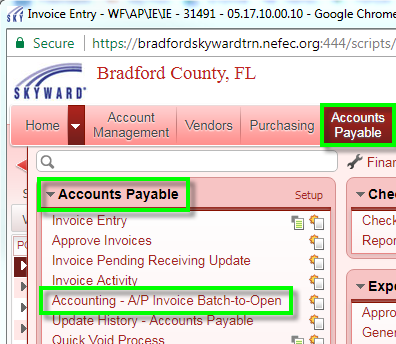 Invoice Entry - WF\AP\IE\IE - 31491 - 05.17.10.00.10 - Google Chrome
Secure https://bradfordskywardtrn.nefec.org:444/scripts/
SKYWARD® Bradford County, FL
Home Account Management Vendors Purchasing Accounts Payable
Finan
Accounts Payable Setup
Invoice Entry
Approve Invoices
Invoice Pending Receiving Update
Invoice Activity
Accounting - A/P Invoice Batch-to-Open
Update History - Accounts Payable
Quick Void Process
Che
Check
Repor
Expe
Appro
Gener